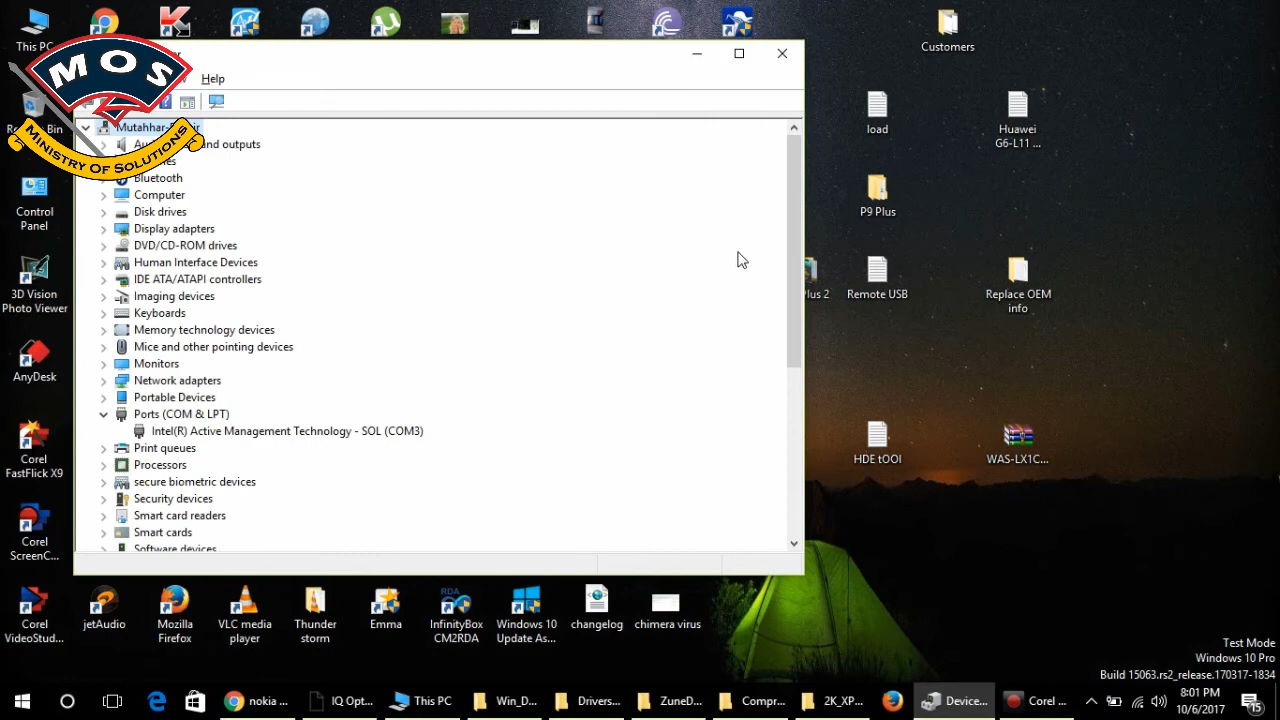 This PC
Customers
Help
MOS
MINISTRY OF SOLUTIONS
Bin
Mutahhar-
and outputs
Bluetooth
Computer
Disk drives
Display adapters
DVD/CD-ROM drives
Human Interface Devices
IDE ATA/ATAPI controllers
Imaging devices
Keyboards
Memory technology devices
Mice and other pointing devices
Monitors
Network adapters
Portable Devices
Ports (COM & LPT)
Intel(R) Active Management Technology - SOL (COM3)
Print queues
Processors
secure biometric devices
Security devices
Smart card readers
Smart cards
Software devices
load
Huawei
G6-L11 ...
P9 Plus
Control
Panel
3D Vision
Photo Viewer
lus 2
Remote USB
Replace OEM
info
AnyDesk
Corel
FastFlick X9
HDE tOOl
WAS-LX1C...
Corel
ScreenC...
Corel
VideoStud...
jetAudio
Mozilla
Firefox
VLC media
player
Thunder
storm
Emma
RDA
InfinityBox
CM2RDA
Windows 10
Update As...
changelog
chimera virus
Test Mode
Windows 10 Pro
Build 15063.rs2_release.170317-1834
nokia ...
IQ Opt...
This PC
Win_D...
Drivers...
ZuneD...
Compr...
2K_XP...
Device...
Corel ...
8:01 PM
10/6/2017
15